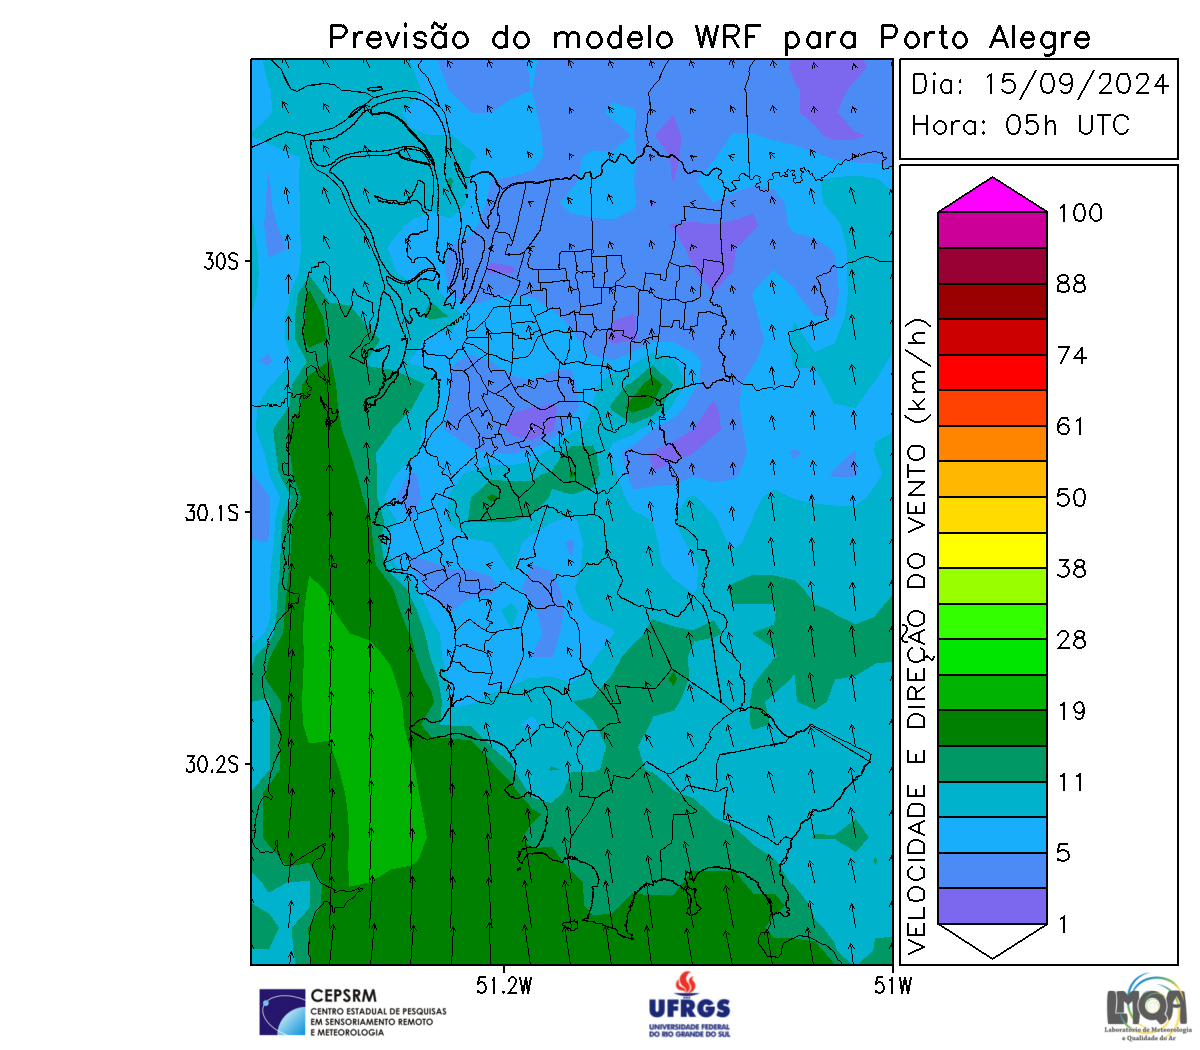 Previsão do modelo WRF para Porto Alegre
Dia: 15/09/2024
Hora: 05h UTC
30S
30.1S
30.2S
51.2W
51W
VELOCIDADE E DIREÇÃO DO VENTO (km/h)
100
88
74
61
50
38
28
19
11
5
1
CEPSRM
CENTRO ESTADUAL DE PESQUISAS
EM SENSORIAMENTO REMOTO
E METEOROLOGIA
UFRGS
UNIVERSIDADE FEDERAL
DO RIO GRANDE DO SUL
LMQA
Laboratório de Meteorologia
e Qualidade do Ar